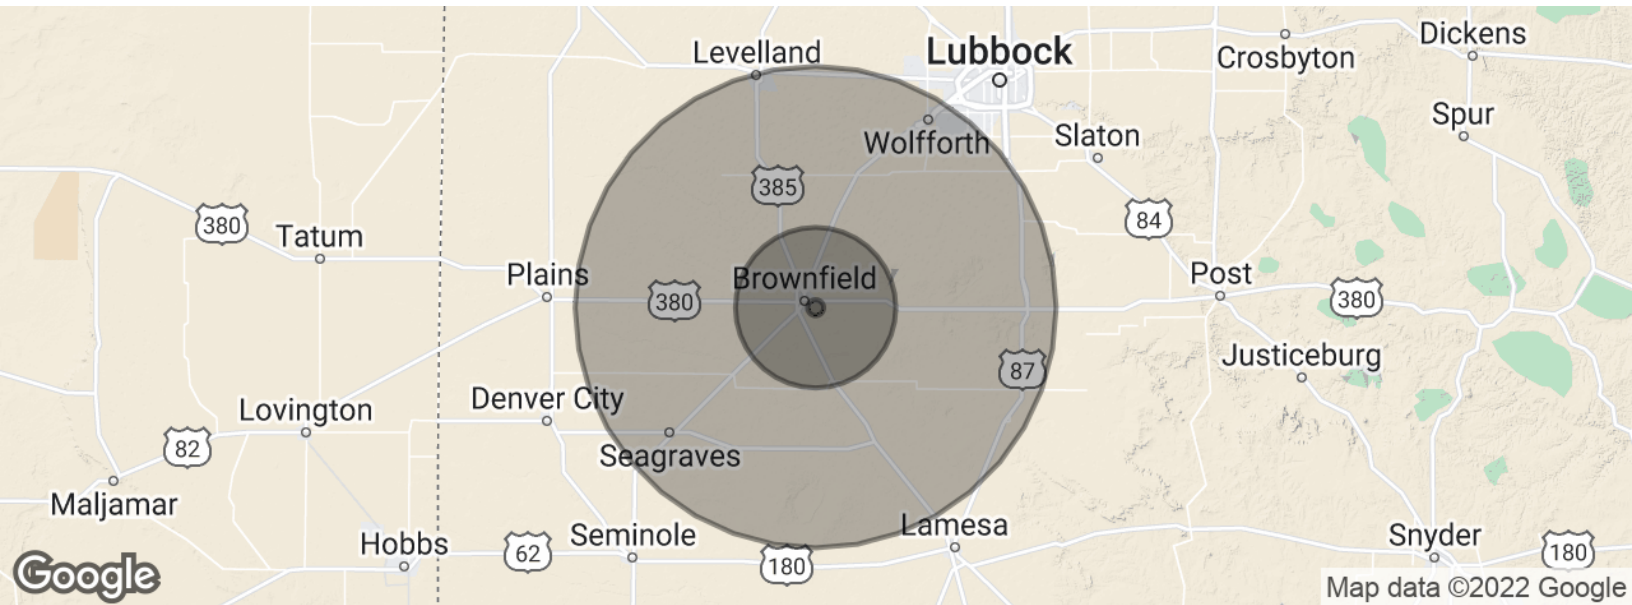 Dickens
Levelland
Lubbock
Crosbyton
Spur
Wolfforth
Slaton
385
84
380
Tatum
Plains
Brownfield
Post
380
380
Justiceburg
87
Denver City
Lovington
82
Seagraves
Maljamar
Lamesa
Hobbs
Seminole
Snyder
62
180
180
Google
Map data ©2022 Google